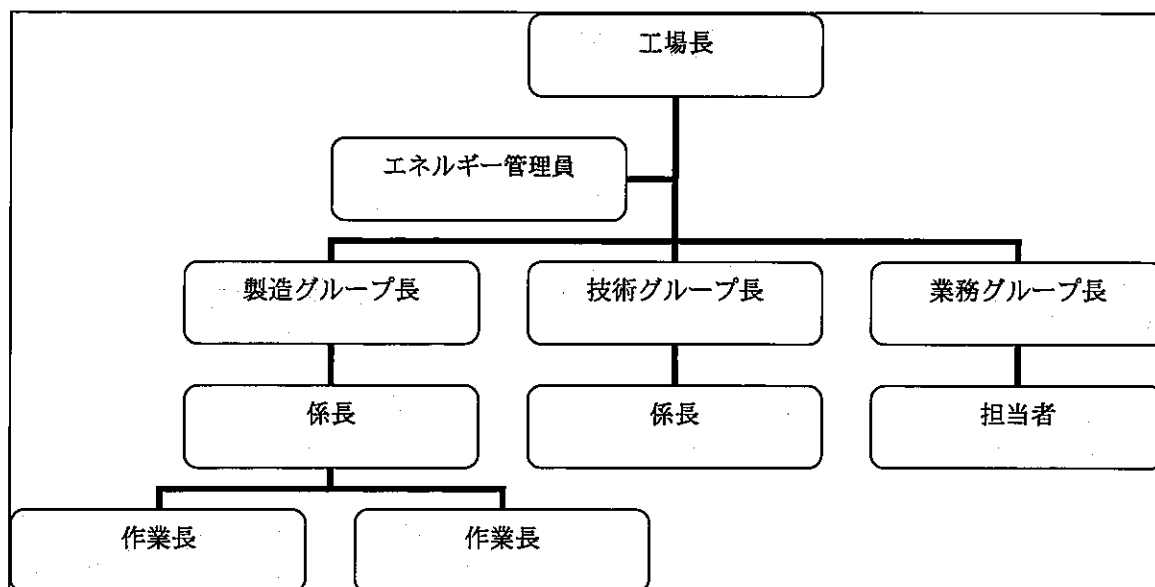 工場長
エネルギー管理員
製造グループ長
技術グループ長
業務グループ長
係長
係長
担当者
作業長
作業長